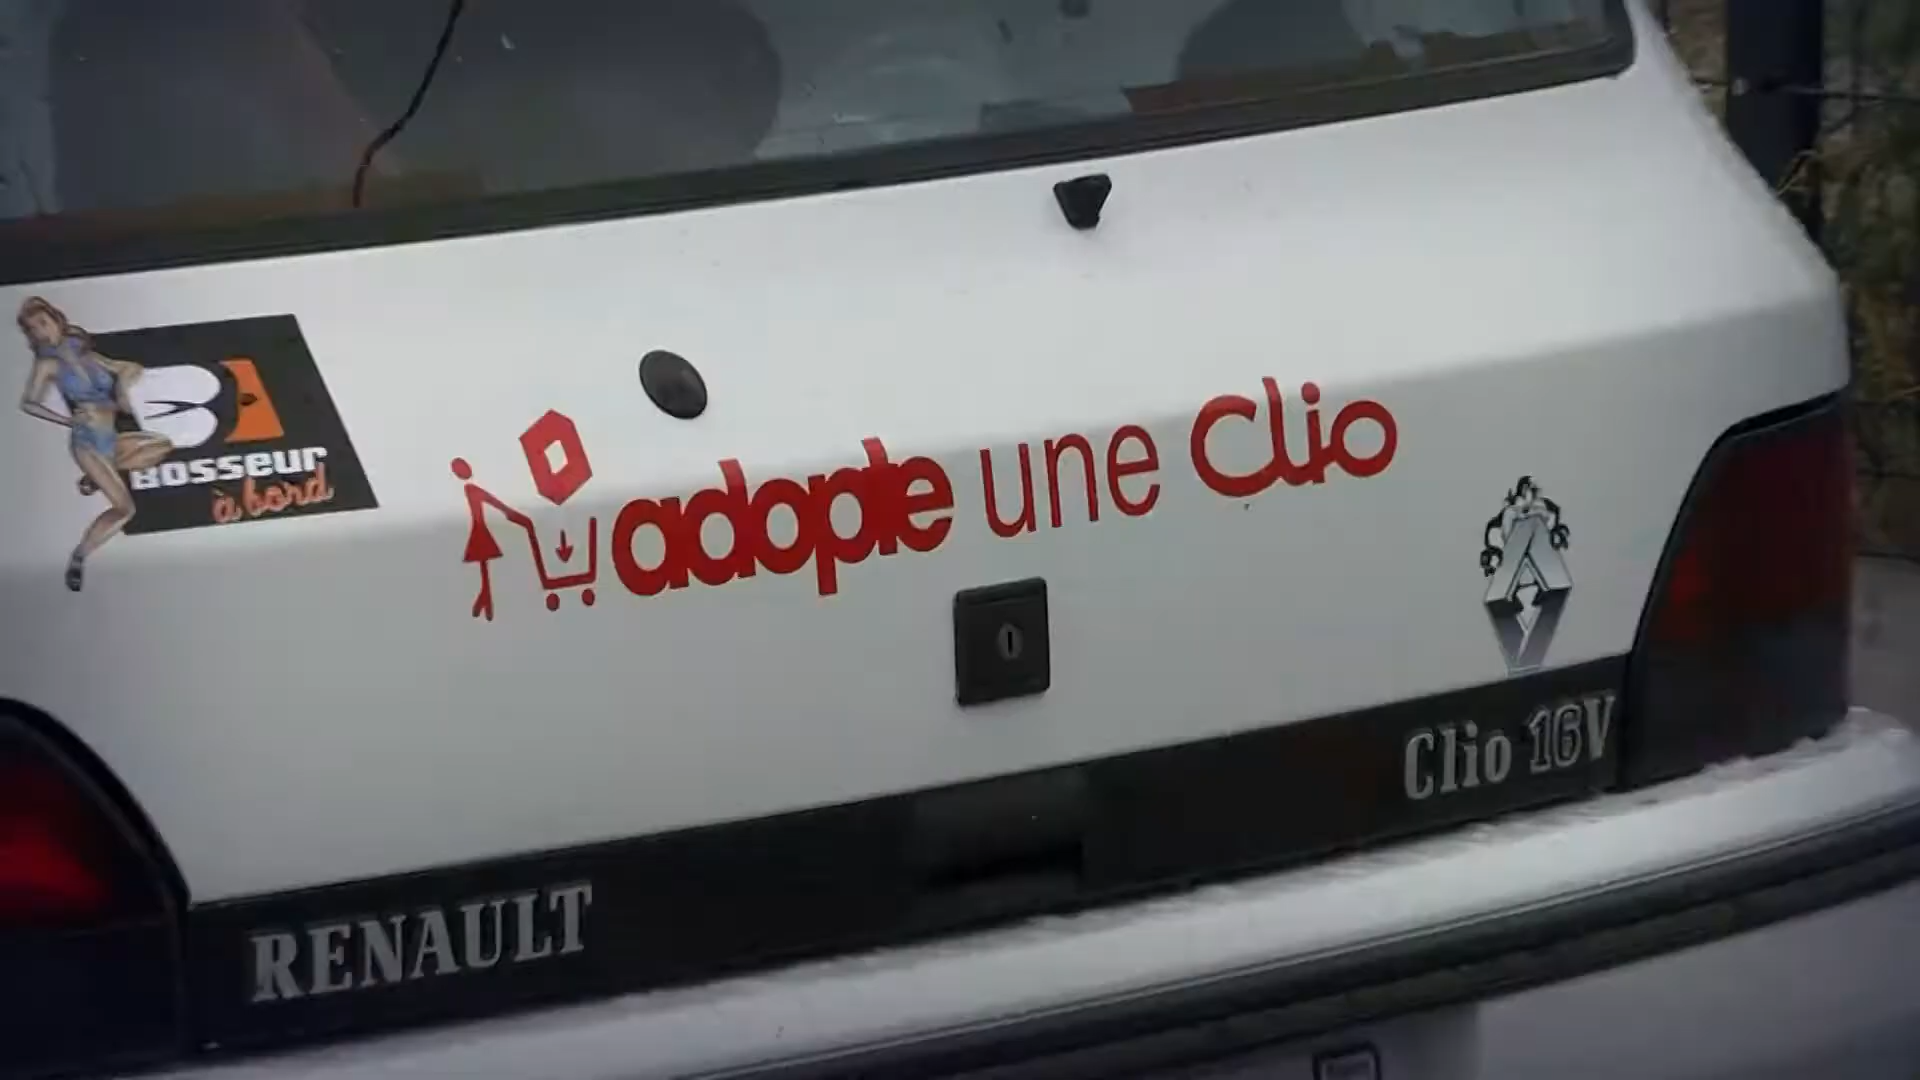 Bosseur
à bord
adopte une Clio
Clio 16V
RENAULT